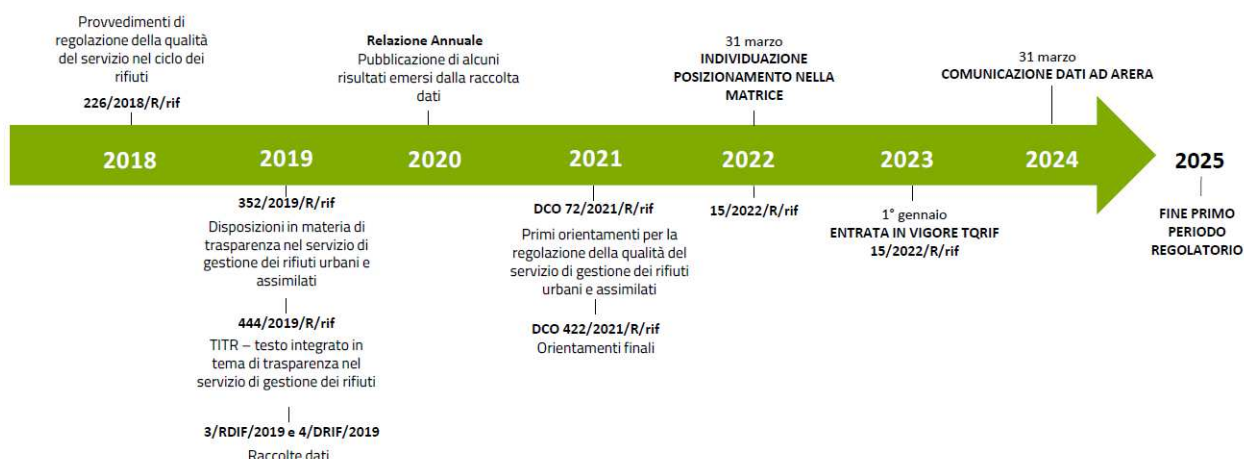 Provvedimenti di
regolazione della qualità
del servizio nel ciclo dei
rifiuti
226/2018/R/rif
Relazione Annuale
Pubblicazione di alcuni
risultati emersi dalla raccolta
dati
31 marzo
INDIVIDUAZIONE
POSIZIONAMENTO NELLA
MATRICE
31 marzo
COMUNICAZIONE DATI AD ARERA
2018
2019
2020
2021
2022
2023
2024
2025
352/2019/R/rif
Disposizioni in materia di
trasparenza nel servizio di
gestione dei rifiuti urbani e
assimilati
444/2019/R/rif
TITR – testo integrato in
tema di trasparenza nel
servizio di gestione dei rifiuti
3/RDIF/2019 e 4/DRIF/2019
Raccolte dati
DCO 72/2021/R/rif
Primi orientamenti per la
regolazione della qualità del
servizio di gestione dei rifiuti
urbani e assimilati
DCO 422/2021/R/rif
Orientamenti finali
15/2022/R/rif
1° gennaio
ENTRATA IN VIGORE TQRIF
15/2022/R/rif
FINE PRIMO
PERIODO
REGOLATORIO